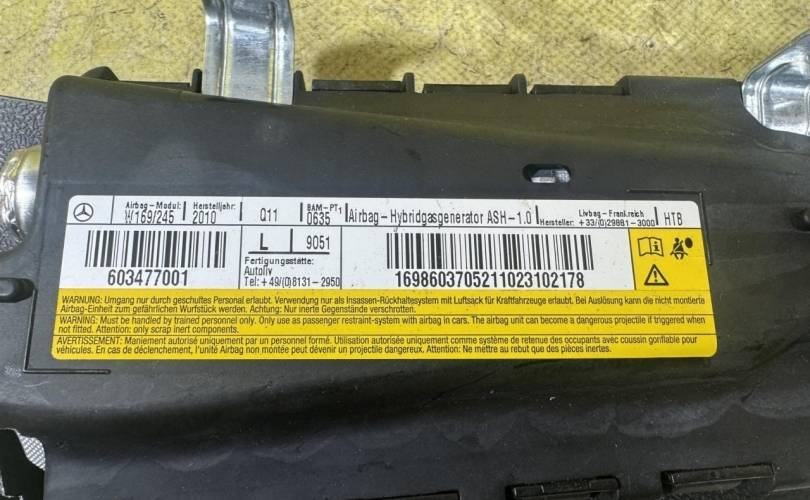 Airbag-Modul: W169/245 Herstelljahr: 2010 Q11 BAM-PT1 0635 Airbag-Hybridgasgenerator ASH-1.0 Hersteller: Livbag-Frankreich +33/(0)29881-3000 HTB
L 9051
603477001
Fertigungsstätte:
Autoliv
Tel:+49/(0)8131-2950
1698603705211023102178
WARNUNG: Umgang nur durch geschultes Personal erlaubt. Verwendung nur als Insassen-Rückhaltesystem mit Luftsack für Kraftfahrzeuge erlaubt. Bei Auslösung kann die nicht montierte
Airbag-Einheit zum gefährlichen Wurfstück werden. Achtung: Nur inerte Gegenstände verschrotten.
WARNING: Must be handled by trained personnel only. Only use as passenger restraint-system with airbag in cars. The airbag unit can become a dangerous projectile if triggered when
not fitted. Attention: only scrap inert components.
AVERTISSEMENT: Maniement autorisé uniquement par un personnel formé. Utilisation autorisée uniquement comme système de retenue des occupants avec coussin gonflable pour
véhicules. En cas de déclenchement, l'unité Airbag non montée peut dévenir un projectile dangereux. Attention: Ne mettre au rebut que des pièces inertes.